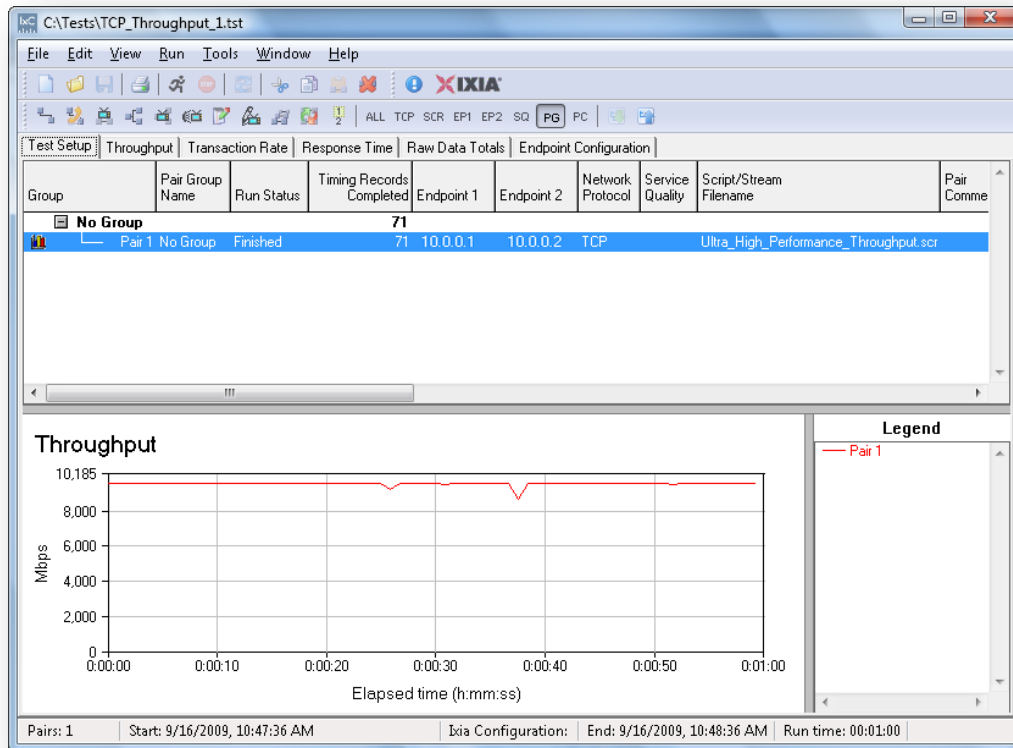 IxC
C:\Tests\TCP_Throughput_1.tst
File Edit View Run Tools Window Help
IXIA
ALL TCP SCR EP1 EP2 SQ PG PC
Test Setup Throughput Transaction Rate Response Time Raw Data Totals Endpoint Configuration
Group Pair Group Name Run Status Timing Records Completed Endpoint 1 Endpoint 2 Network Protocol Service Quality Script/Stream Filename Pair Comme
No Group 71
Pair 1 No Group Finished 71 10.0.0.1 10.0.0.2 TCP Ultra_High_Performance_Throughput.scr
Throughput
10,185
8,000
6,000
4,000
2,000
0
Mbps
0:00:00 0:00:10 0:00:20 0:00:30 0:00:40 0:00:50 0:01:00
Elapsed time (h:mm:ss)
Legend
Pair 1
Pairs: 1 Start: 9/16/2009, 10:47:36 AM Ixia Configuration: End: 9/16/2009, 10:48:36 AM Run time: 00:01:00